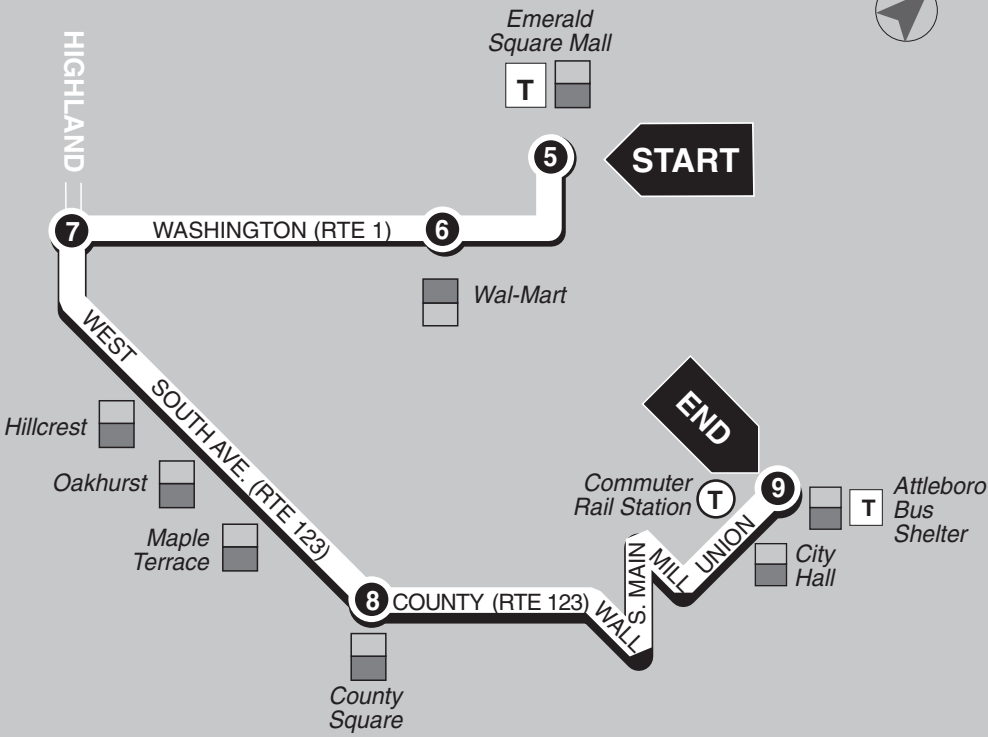 Emerald
Square Mall
T
HIGHLAND
5
START
7
WASHINGTON (RTE 1)
6
Wal-Mart
WEST
SOUTH AVE. (RTE 123)
Hillcrest
Oakhurst
Maple
Terrace
END
Commuter
Rail Station
T
9
T
Attleboro
Bus
Shelter
City
Hall
UNION
MILL
S. MAIN
WALL
8
COUNTY (RTE 123)
County
Square